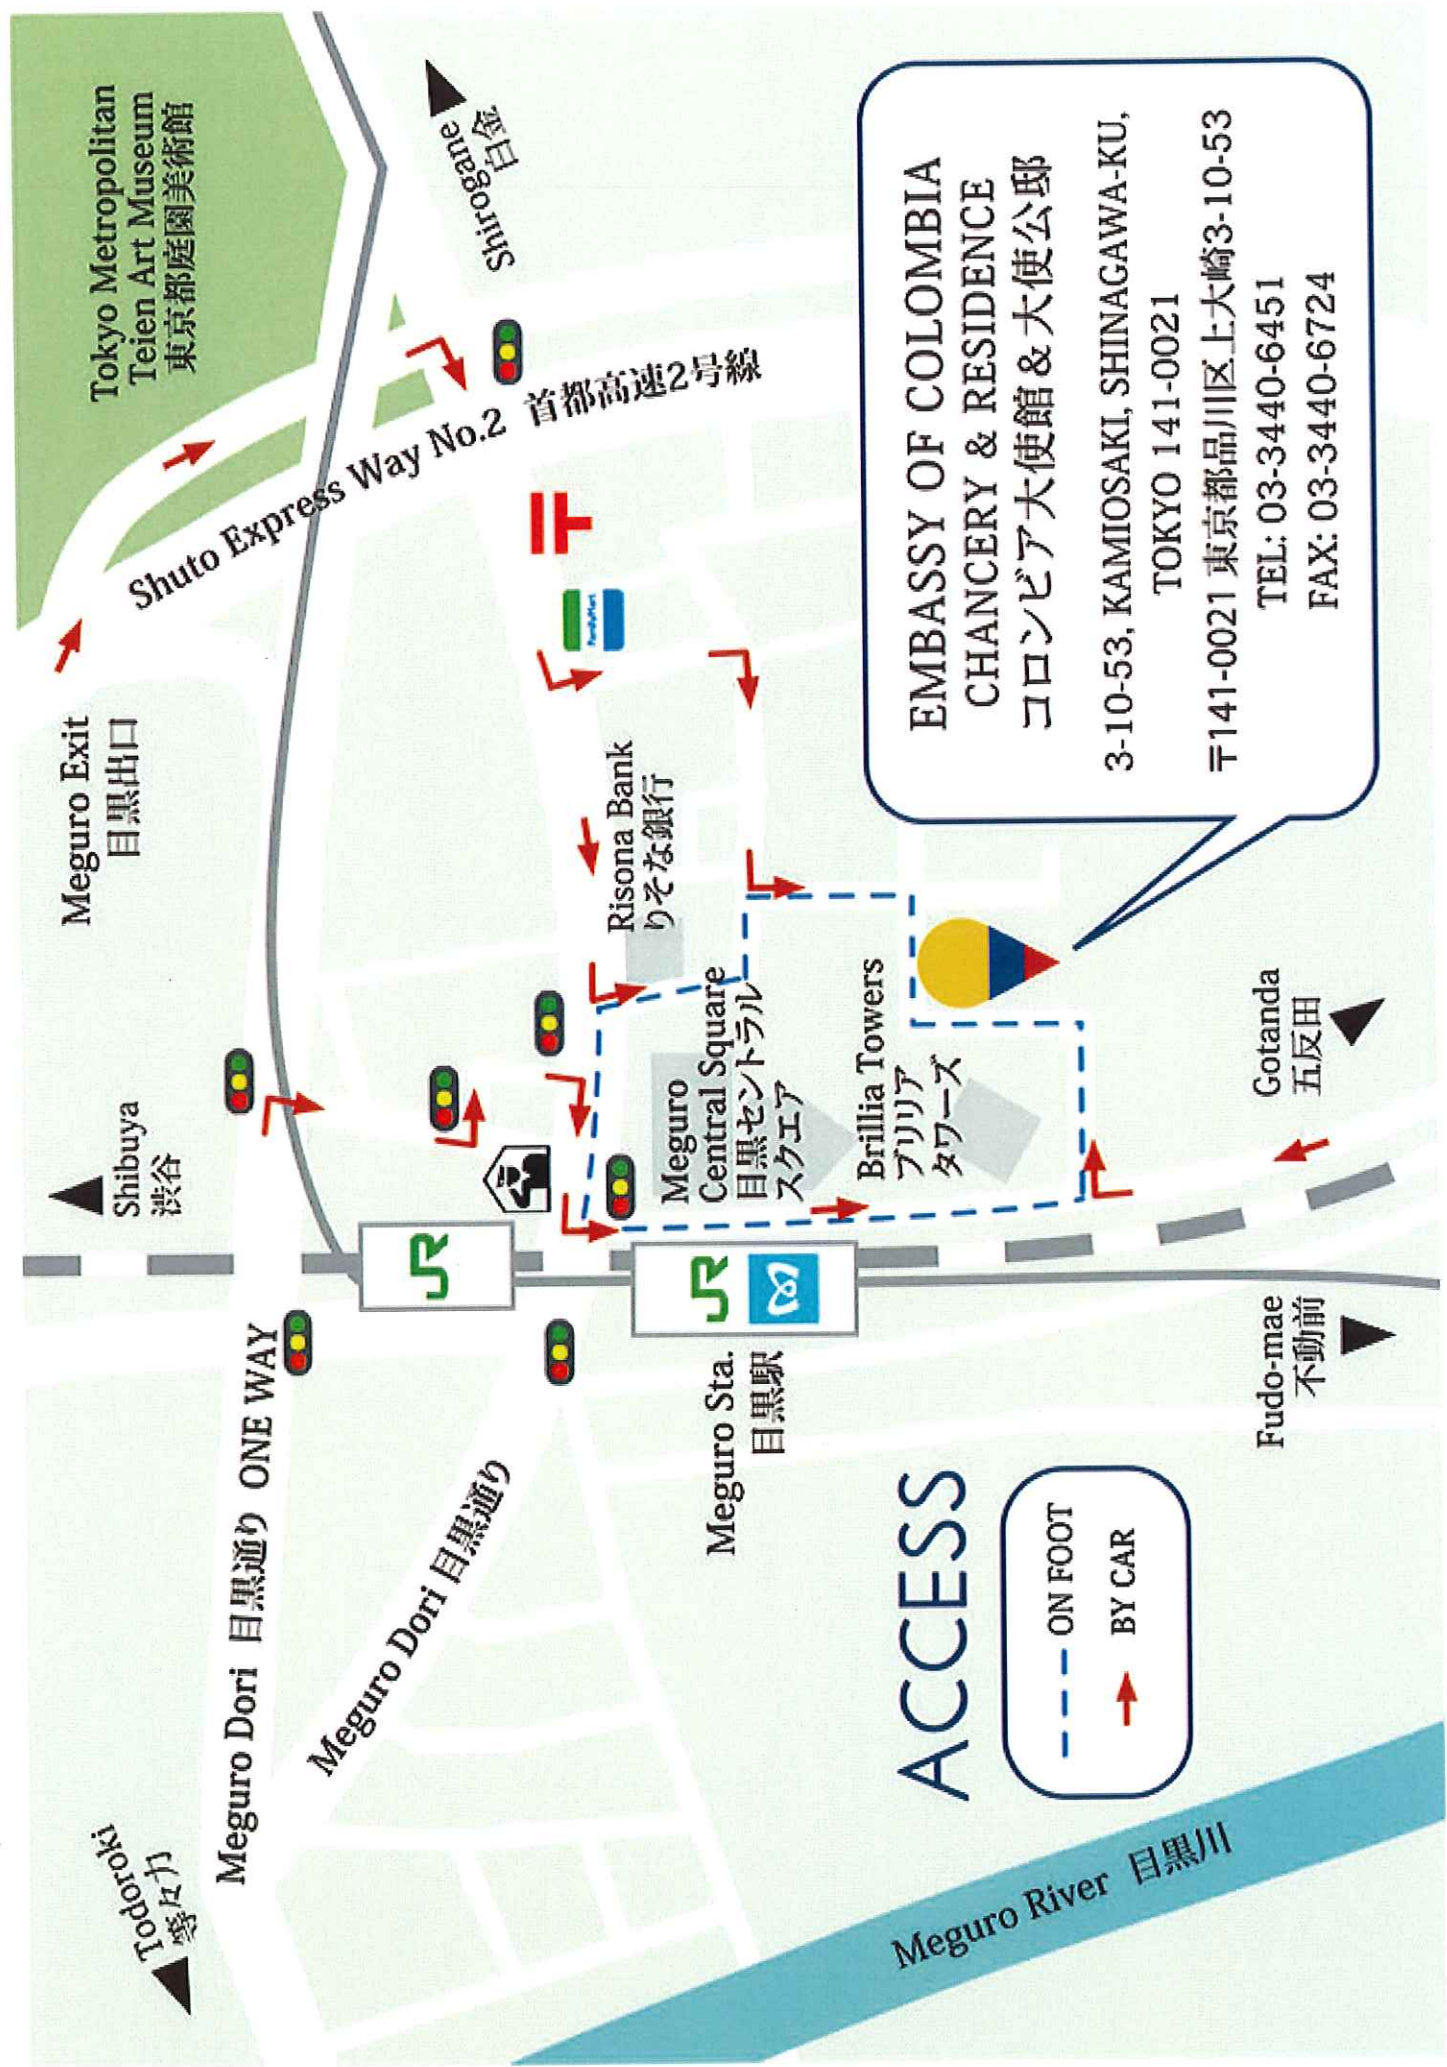 Todoroki
等々力
Meguro Dori 目黒通り ONE WAY
Meguro Dori 目黒通り
Shibuya
渋谷
Meguro Exit
目黒出口
Tokyo Metropolitan
Teien Art Museum
東京都庭園美術館
Shuto Express Way No.2 首都高速2号線
Shirogane
白金
JR
JR
Meguro Sta.
目黒駅
FamilyMart
Risona Bank
りそな銀行
Meguro
Central Square
目黒セントラル
スクエア
Brillia Towers
ブリリア
タワーズ
EMBASSY OF COLOMBIA
CHANCERY & RESIDENCE
コロンビア大使館&大使公邸
3-10-53, KAMIOSAKI, SHINAGAWA-KU,
TOKYO 141-0021
〒141-0021 東京都品川区上大崎3-10-53
TEL: 03-3440-6451
FAX: 03-3440-6724
ACCESS
ON FOOT
BY CAR
Meguro River 目黒川
Fudo-mae
不動前
Gotanda
五反田